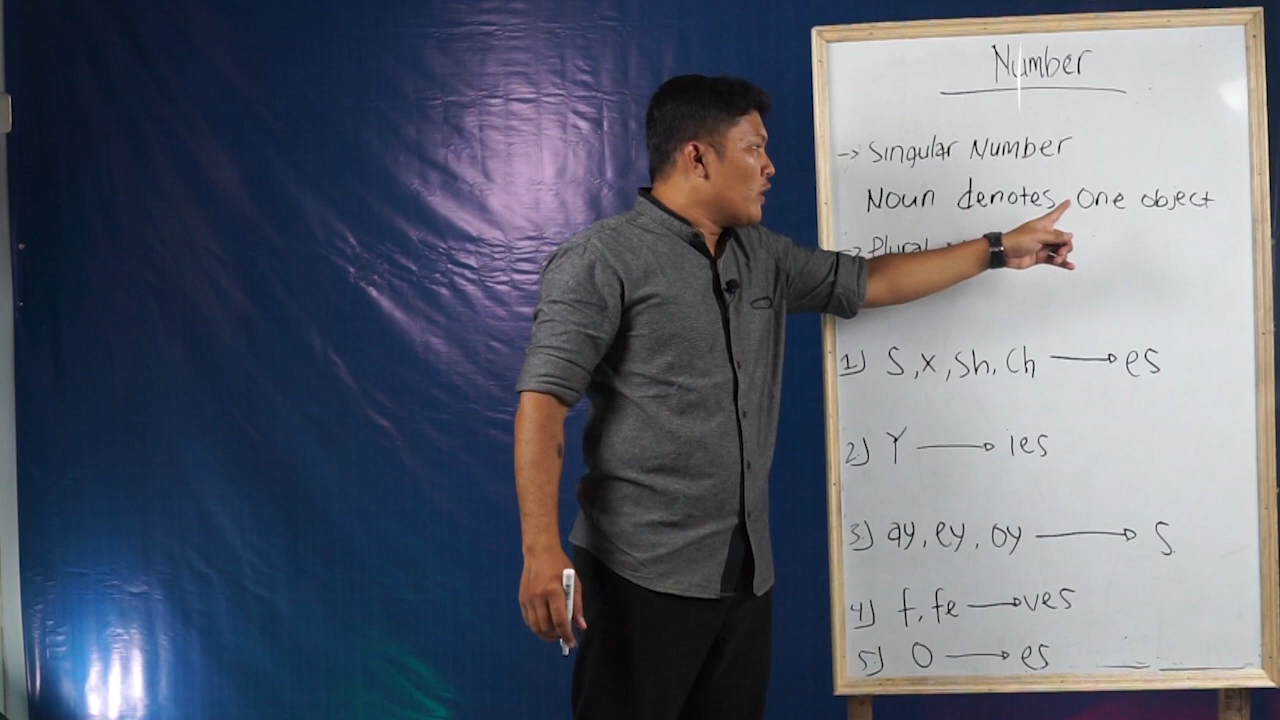 Number
-> Singular Number
Noun denotes One object
-> Plural
1) S, x, sh, Ch → es
2) Y → ies
3) ay, ey, oy → s
4) f, fe → ves
5) O → es